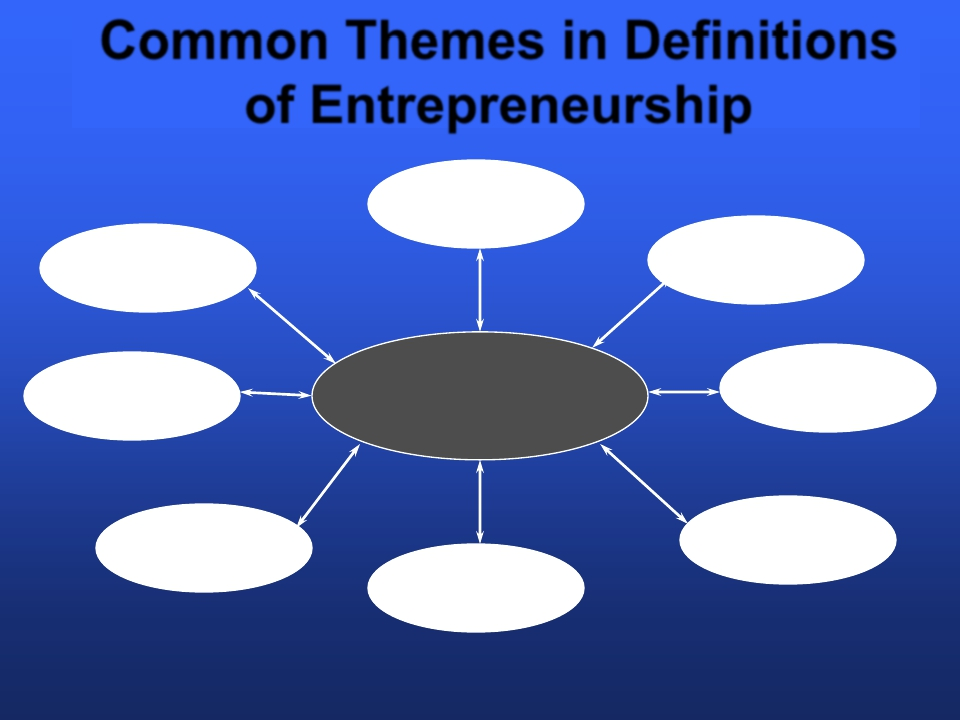 Common Themes in Definitions
of Entrepreneurship